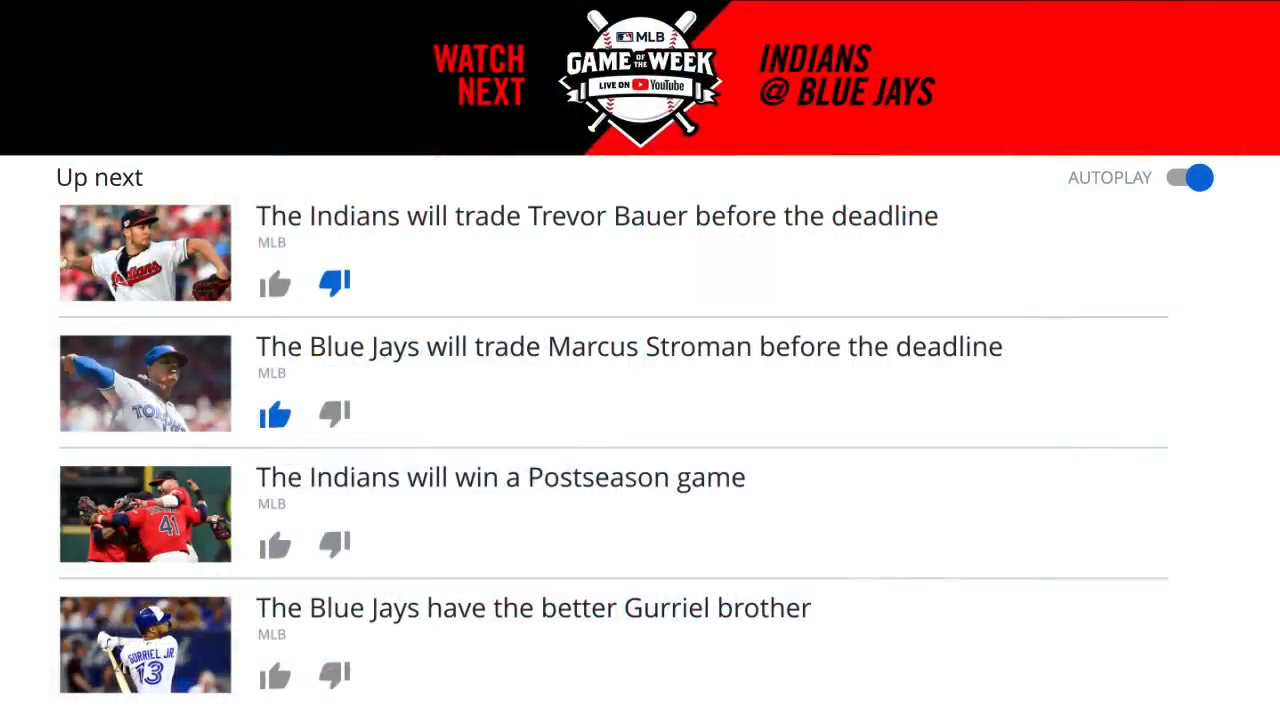 WATCH
NEXT
MLB
GAME OF THE WEEK
LIVE ON YouTube
INDIANS
@ BLUE JAYS
Up next
AUTOPLAY
The Indians will trade Trevor Bauer before the deadline
MLB
Indians
The Blue Jays will trade Marcus Stroman before the deadline
MLB
The Indians will win a Postseason game
MLB
41
The Blue Jays have the better Gurriel brother
MLB
GURRIEL JR.
13